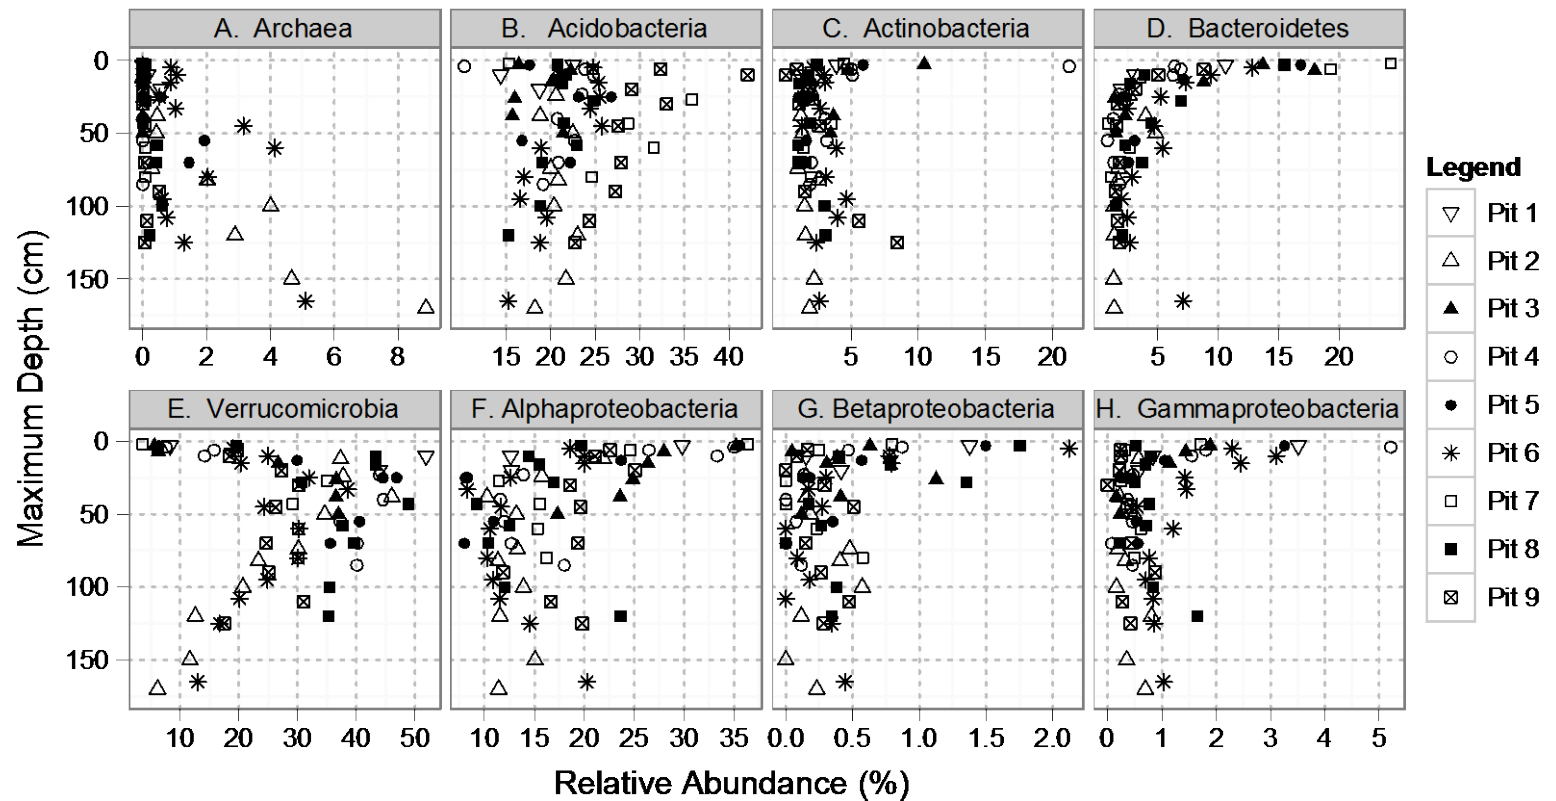 A. Archaea
B. Acidobacteria
C. Actinobacteria
D. Bacteroidetes
0
50
100
150
0 2 4 6 8
15 20 25 30 35 40
5 10 15 20
5 10 15 20
E. Verrucomicrobia
F. Alphaproteobacteria
G. Betaproteobacteria
H. Gammaproteobacteria
0
50
100
150
10 20 30 40 50
10 15 20 25 30 35
0.0 0.5 1.0 1.5 2.0
0 1 2 3 4 5
Maximum Depth (cm)
Relative Abundance (%)
Legend
Pit 1
Pit 2
Pit 3
Pit 4
Pit 5
Pit 6
Pit 7
Pit 8
Pit 9